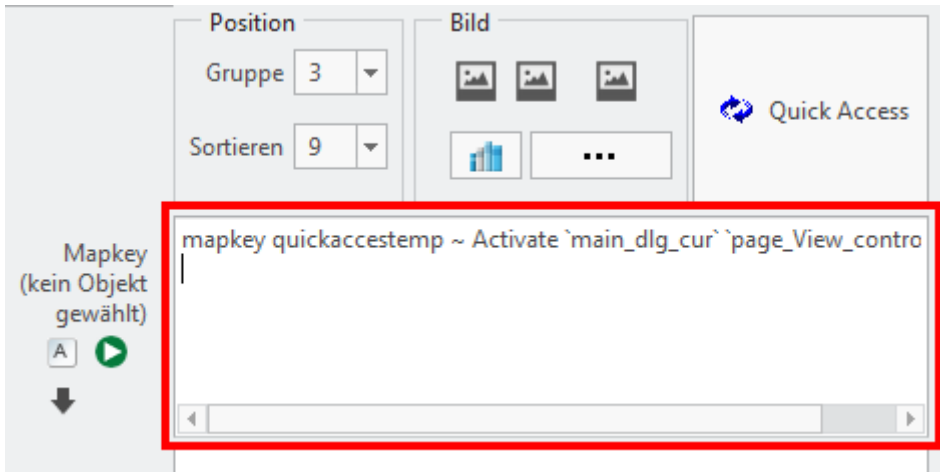 Position
Bild
Gruppe 3
Sortieren 9
...
Quick Access
Mapkey
(kein Objekt
gewählt)
A
mapkey quickaccestemp ~ Activate `main_dlg_cur` `page_View_contro